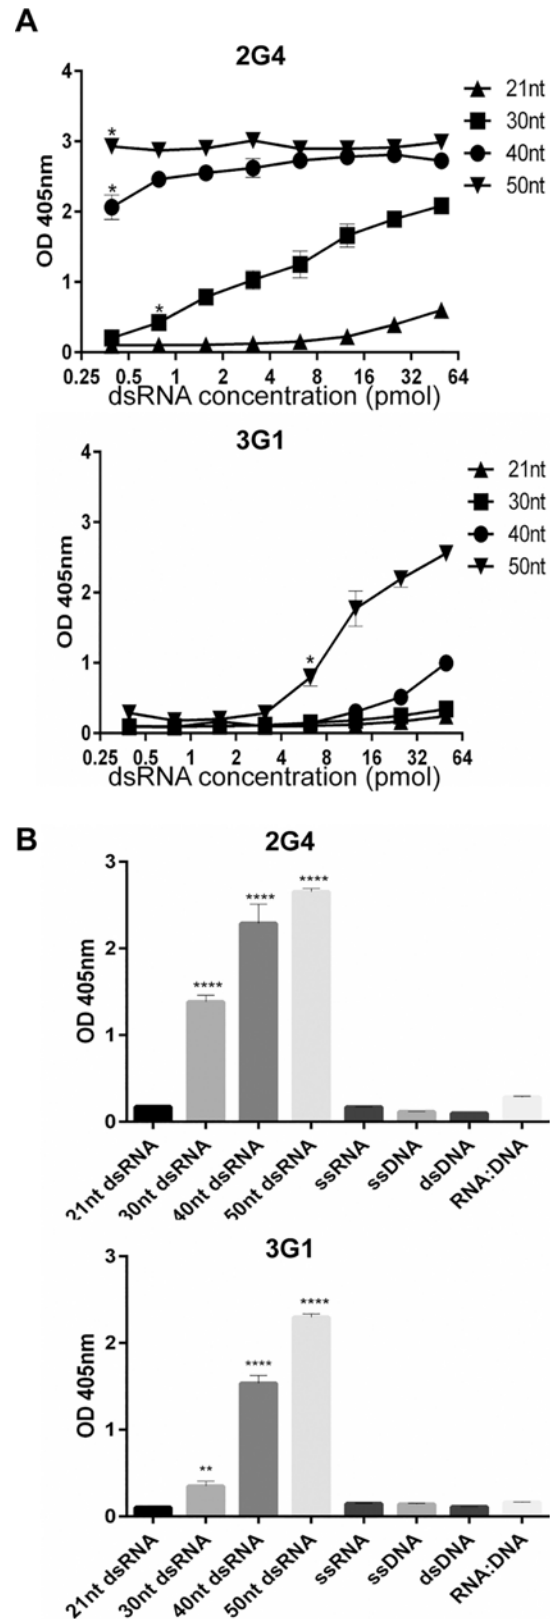 A
2G4
4
3
2
1
0
OD 405nm
0.25 0.5 1 2 4 8 16 32 64
dsRNA concentration (pmol)
21nt
30nt
40nt
50nt
*
*
*
3G1
4
3
2
1
0
OD 405nm
0.25 0.5 1 2 4 8 16 32 64
dsRNA concentration (pmol)
21nt
30nt
40nt
50nt
*
B
2G4
3
2
1
0
OD 405nm
****
****
****
21nt dsRNA
30nt dsRNA
40nt dsRNA
50nt dsRNA
ssRNA
ssDNA
dsDNA
RNA:DNA
3G1
3
2
1
0
OD 405nm
**
****
****
21nt dsRNA
30nt dsRNA
40nt dsRNA
50nt dsRNA
ssRNA
ssDNA
dsDNA
RNA:DNA